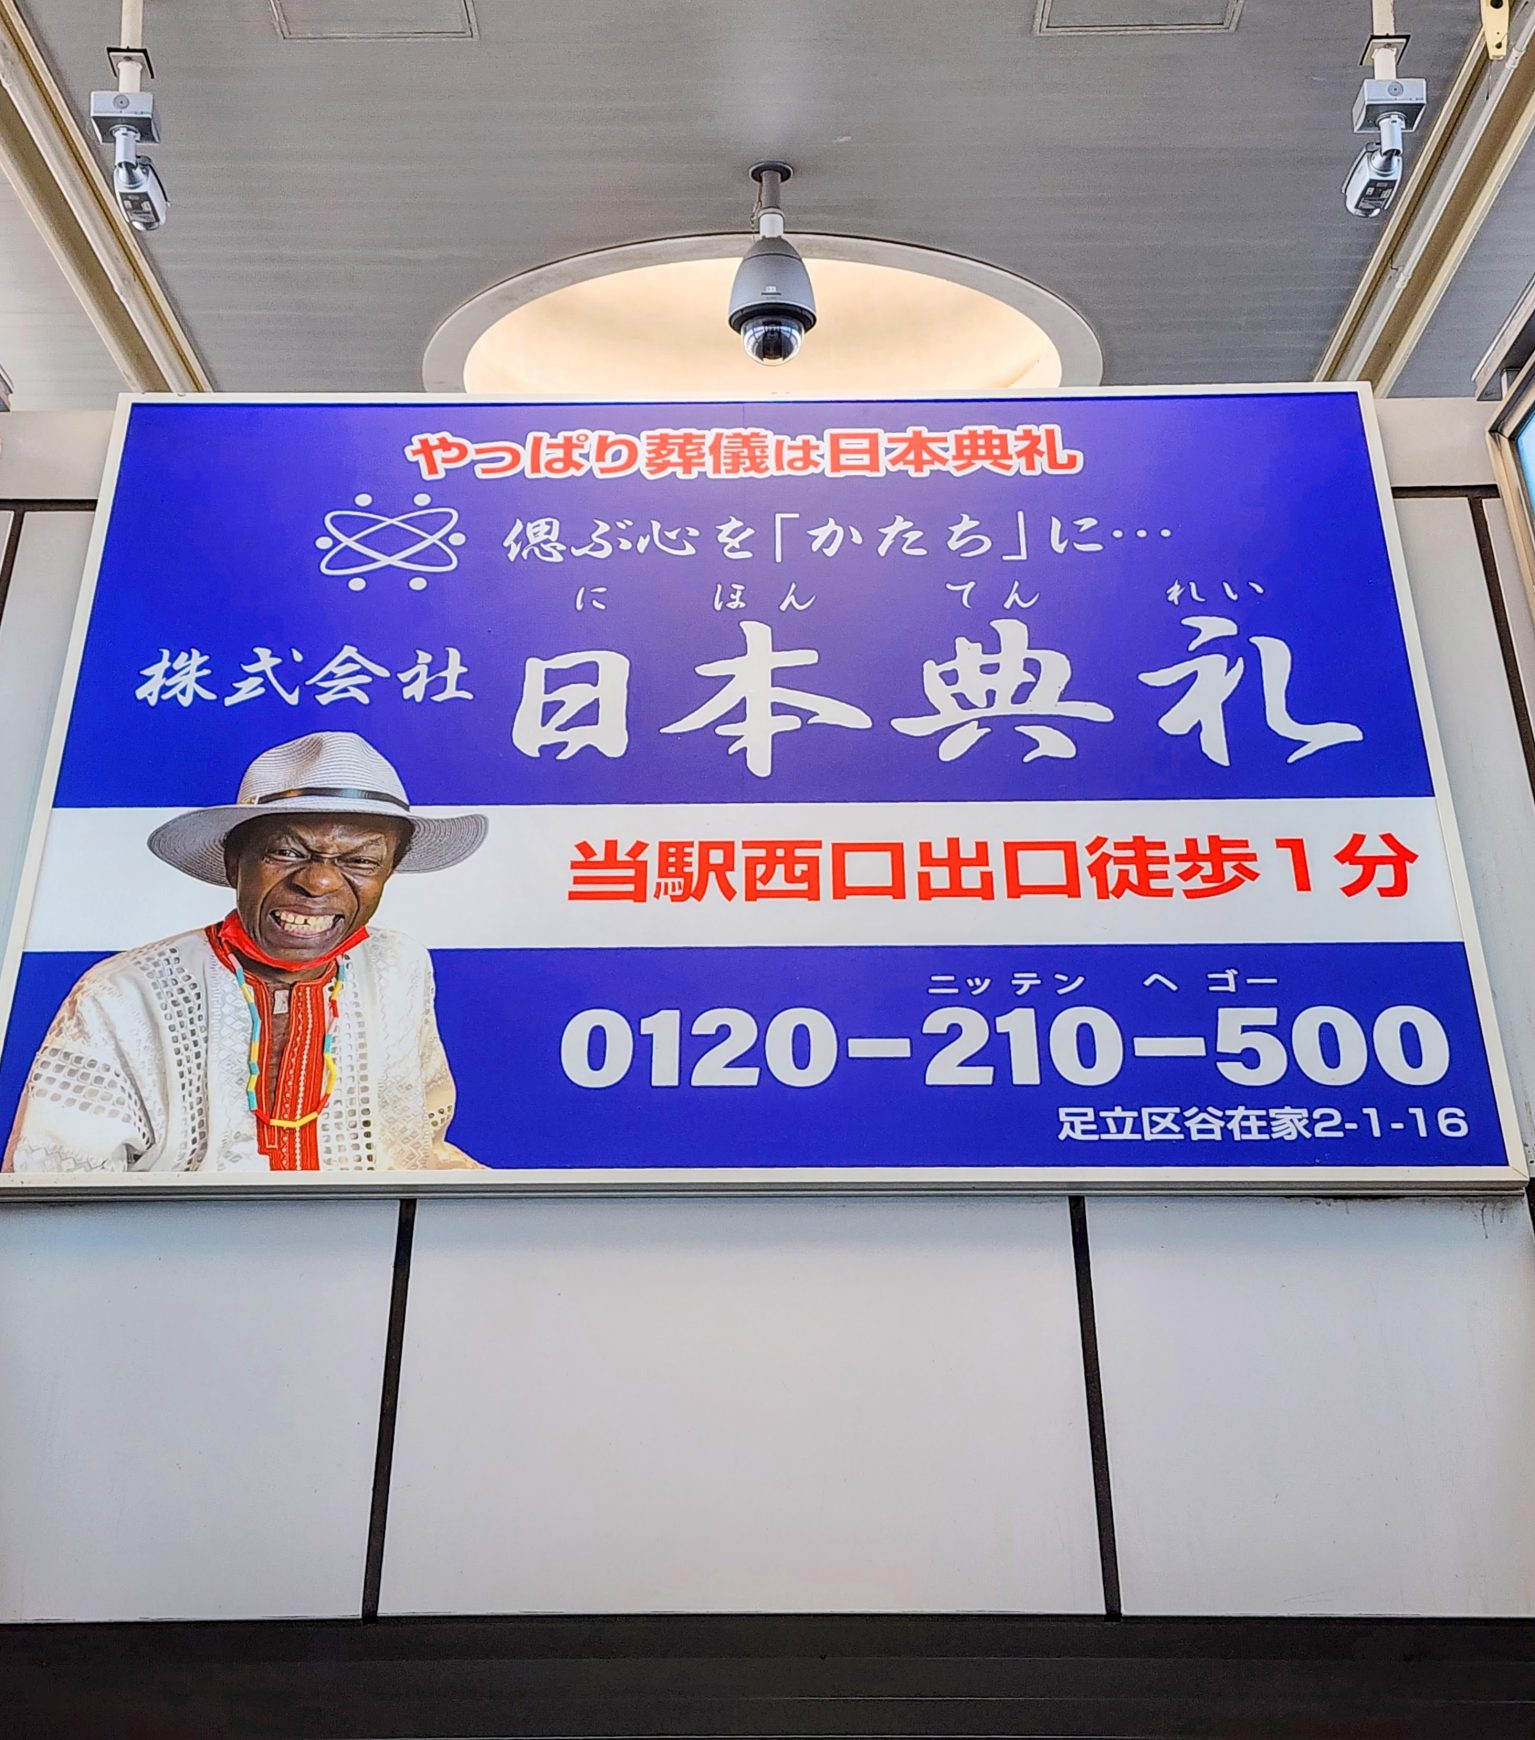 やっぱり葬儀は日本典礼
偲ぶ心を「かたち」に…
に ほん てん れい
株式会社 日本典礼
当駅西口出口徒歩1分
ニッテン ヘ ゴー
0120-210-500
足立区谷在家2-1-16